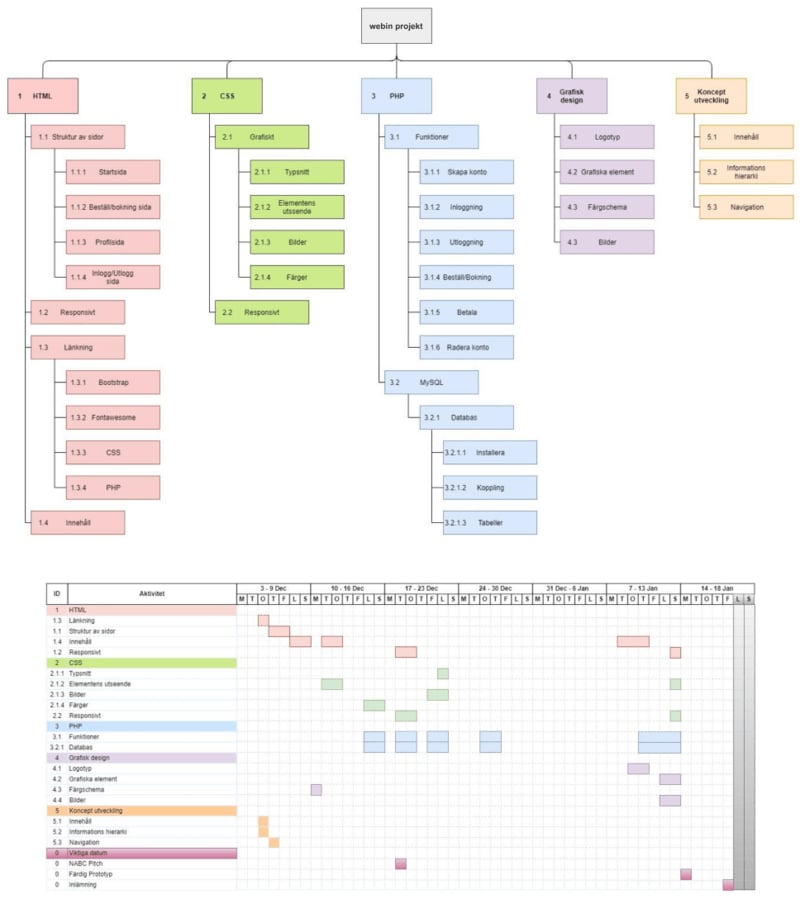 webin projekt
1 HTML
2 CSS
3 PHP
4 Grafisk
design
5 Koncept
utveckling
1.1 Struktur av sidor
2.1 Grafiskt
3.1 Funktioner
4.1 Logotyp
5.1 Innehåll
1.1.1 Startsida
2.1.1 Typsnitt
3.1.1 Skapa konto
4.2 Grafiska element
5.2 Informations
hierarki
1.1.2 Beställ/bokning sida
2.1.2 Elementens
utssende
3.1.2 Inloggning
4.3 Färgschema
5.3 Navigation
1.1.3 Profilsida
2.1.3 Bilder
3.1.3 Utloggning
4.3 Bilder
1.1.4 Inlogg/Utlogg
sida
2.1.4 Färger
3.1.4 Beställ/Bokning
1.2 Responsivt
2.2 Responsivt
3.1.5 Betala
1.3 Länkning
3.1.6 Radera konto
1.3.1 Bootstrap
3.2 MySQL
1.3.2 Fontawesome
3.2.1 Databas
1.3.3 CSS
3.2.1.1 Installera
1.3.4 PHP
3.2.1.2 Koppling
1.4 Innehåll
3.2.1.3 Tabeller
ID Aktivitet 3 - 9 Dec 10 - 16 Dec 17 - 23 Dec 24 - 30 Dec 31 Dec - 6 Jan 7 - 13 Jan 14 - 18 Jan
M T O T F L S M T O T F L S M T O T F L S M T O T F L S M T O T F L S M T O T F L S M T O T F L S
1 HTML
1.3 Länkning
1.1 Struktur av sidor
1.4 Innehåll
1.2 Responsivt
2 CSS
2.1.1 Typsnitt
2.1.2 Elementens utseende
2.1.3 Bilder
2.1.4 Färger
2.2 Responsivt
3 PHP
3.1 Funktioner
3.2.1 Databas
4 Grafisk design
4.1 Logotyp
4.2 Grafiska element
4.3 Färgschema
4.4 Bilder
5 Koncept utveckling
5.1 Innehåll
5.2 Informations hierarki
5.3 Navigation
0 Viktiga datum
0 NABC Pitch
0 Färdig Prototyp
0 Inlämning